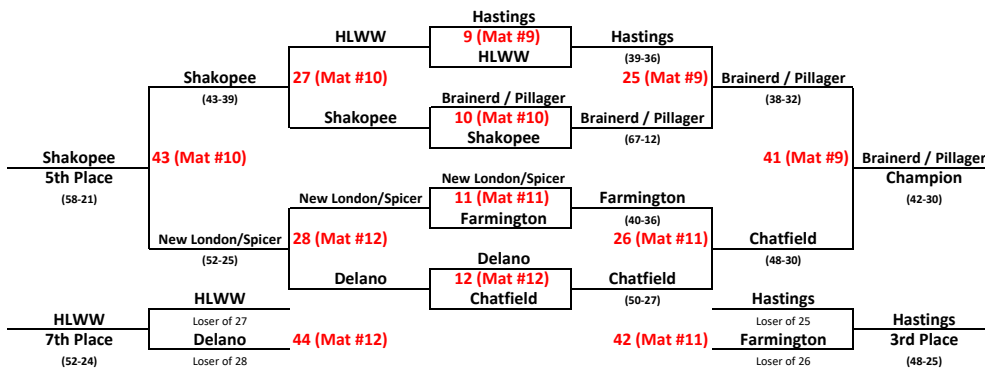 Hastings
HLWW 9 (Mat #9) Hastings
HLWW (39-36)
Shakopee 27 (Mat #10) 25 (Mat #9) Brainerd / Pillager
(43-39) Brainerd / Pillager (38-32)
Shakopee 10 (Mat #10) Brainerd / Pillager
Shakopee (67-12)
Shakopee 43 (Mat #10) 41 (Mat #9) Brainerd / Pillager
5th Place New London/Spicer Champion
(58-21) New London/Spicer 11 (Mat #11) Farmington (42-30)
Farmington (40-36)
New London/Spicer 28 (Mat #12) 26 (Mat #11) Chatfield
(52-25) Delano (48-30)
Delano 12 (Mat #12) Chatfield
HLWW Chatfield (50-27) Hastings
HLWW Loser of 27 Loser of 25 Hastings
7th Place Delano 44 (Mat #12) 42 (Mat #11) Farmington 3rd Place
(52-24) Loser of 28 Loser of 26 (48-25)